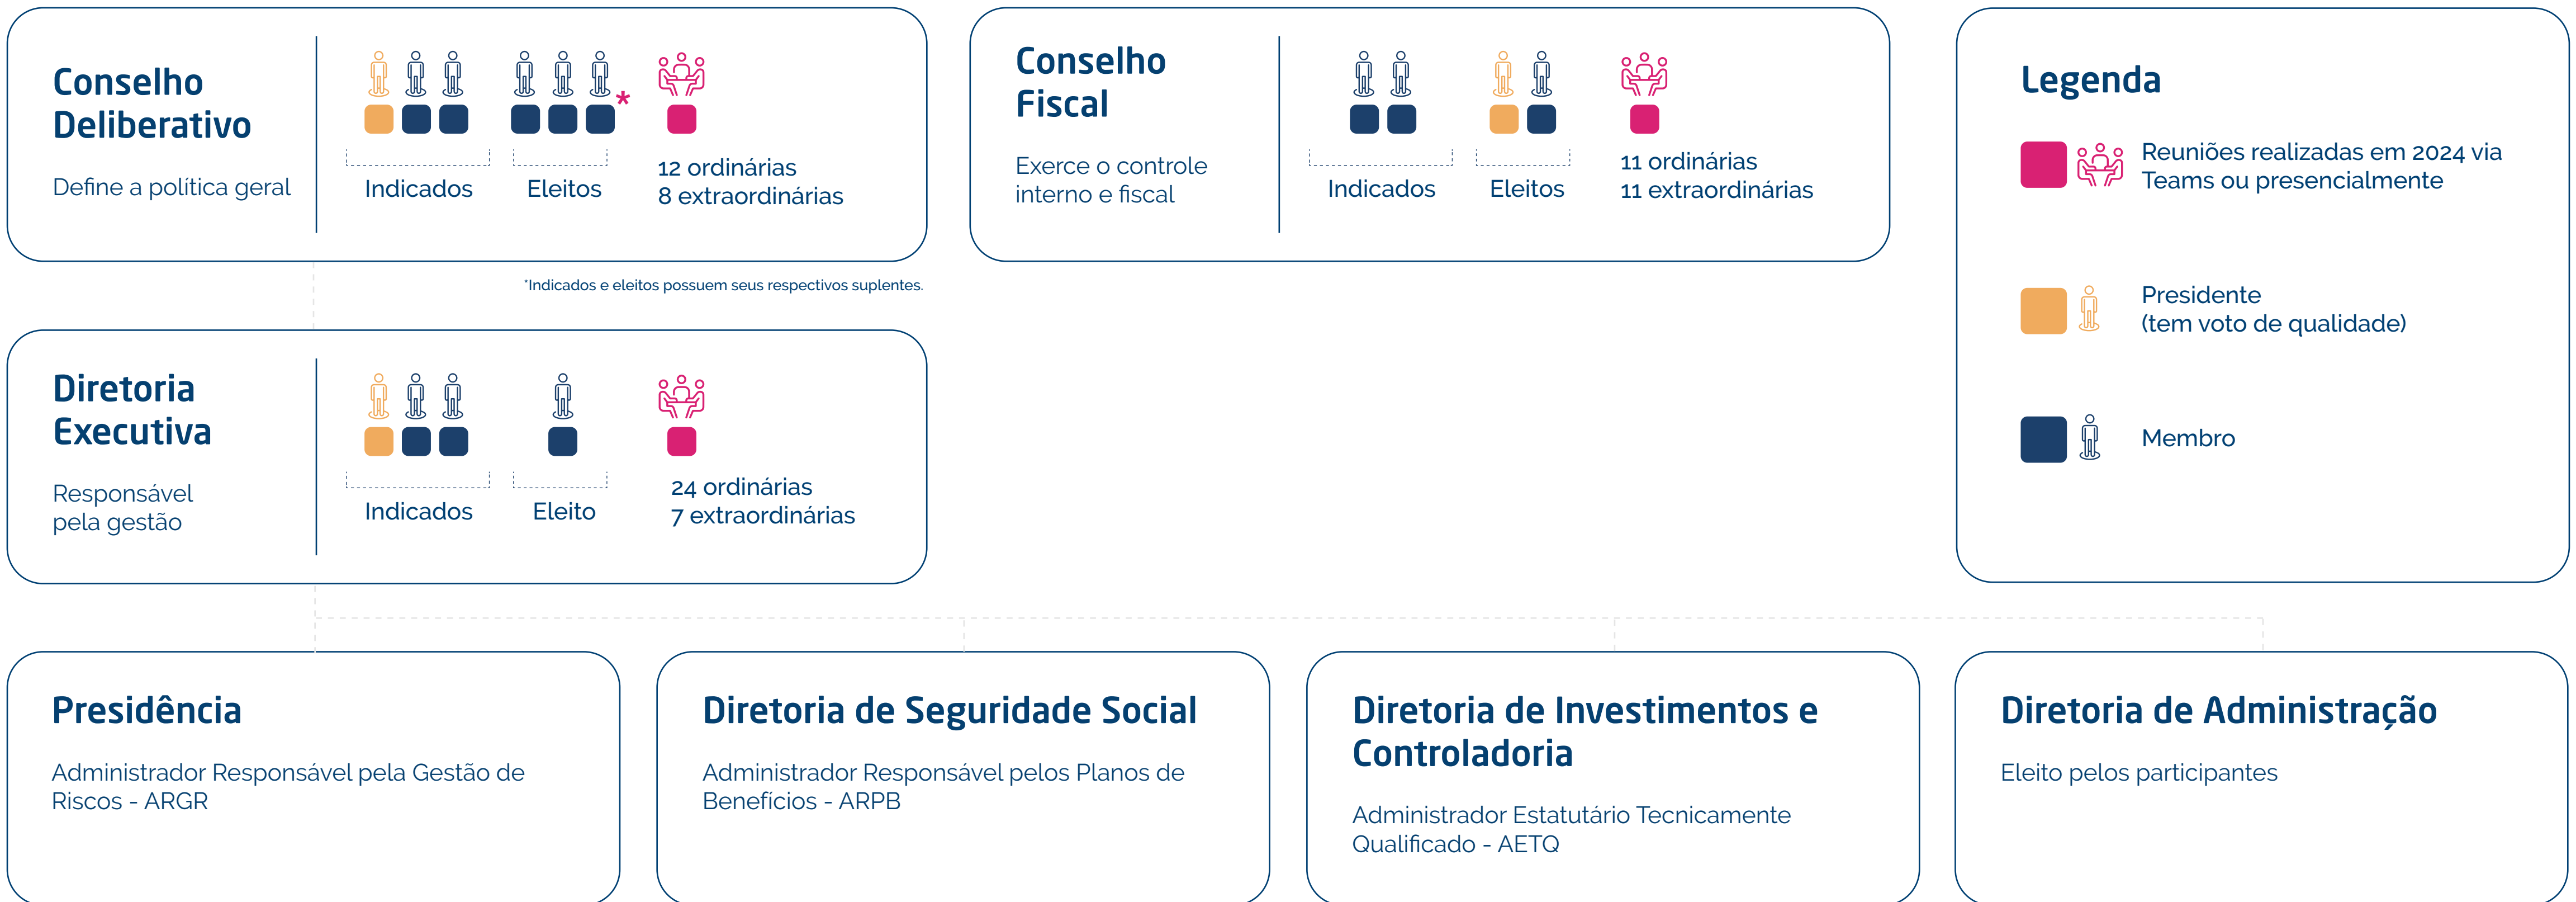 Conselho
Deliberativo
Define a política geral
Indicados
Eleitos
*
12 ordinárias
8 extraordinárias
*Indicados e eleitos possuem seus respectivos suplentes.
Conselho
Fiscal
Exerce o controle
interno e fiscal
Indicados
Eleitos
11 ordinárias
11 extraordinárias
Legenda
Reuniões realizadas em 2024 via
Teams ou presencialmente
Presidente
(tem voto de qualidade)
Membro
Diretoria
Executiva
Responsável
pela gestão
Indicados
Eleito
24 ordinárias
7 extraordinárias
Presidência
Administrador Responsável pela Gestão de
Riscos - ARGR
Diretoria de Seguridade Social
Administrador Responsável pelos Planos de
Benefícios - ARPB
Diretoria de Investimentos e
Controladoria
Administrador Estatutário Tecnicamente
Qualificado - AETQ
Diretoria de Administração
Eleito pelos participantes